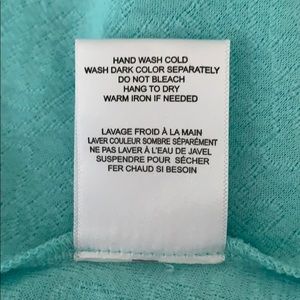 HAND WASH COLD
WASH DARK COLOR SEPARATELY
DO NOT BLEACH
HANG TO DRY
WARM IRON IF NEEDED
LAVAGE FROID À LA MAIN
LAVER COULEUR SOMBRE SÉPARÉMENT
NE PAS LAVER À L'EAU DE JAVEL
SUSPENDRE POUR SÉCHER
FER CHAUD SI BESOIN